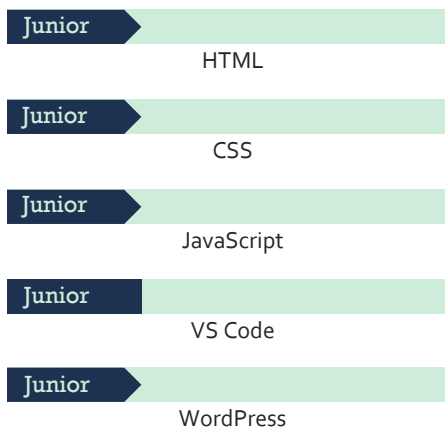 Junior
HTML
Junior
CSS
Junior
JavaScript
Junior
VS Code
Junior
WordPress